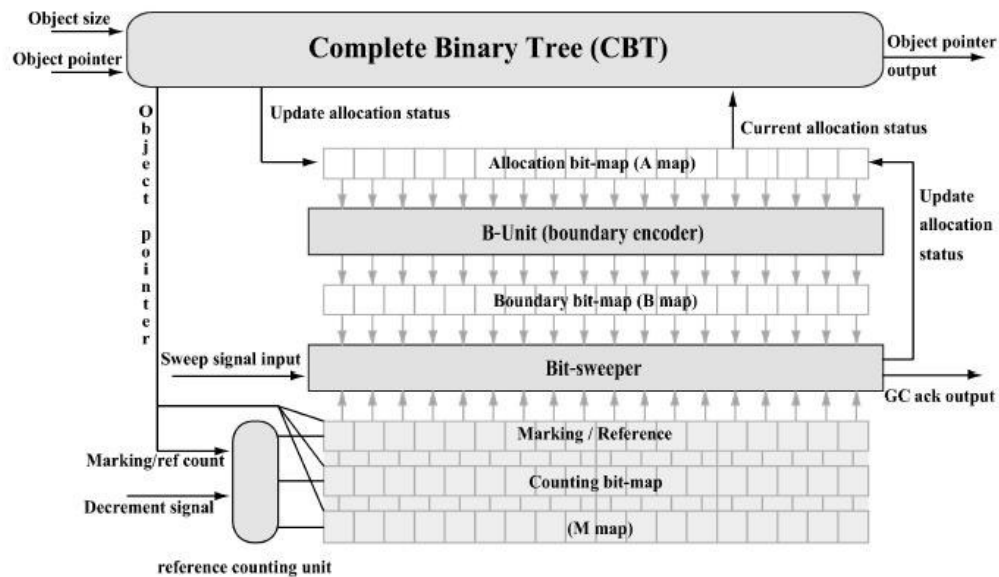 Object size
Complete Binary Tree (CBT)
Object pointer
Object pointer
output
Object pointer
Update allocation status
Current allocation status
Allocation bit-map (A map)
Update
allocation
status
B-Unit (boundary encoder)
Boundary bit-map (B map)
Sweep signal input
Bit-sweeper
GC ack output
Marking / Reference
Marking/ref count
Counting bit-map
Decrement signal
(M map)
reference counting unit